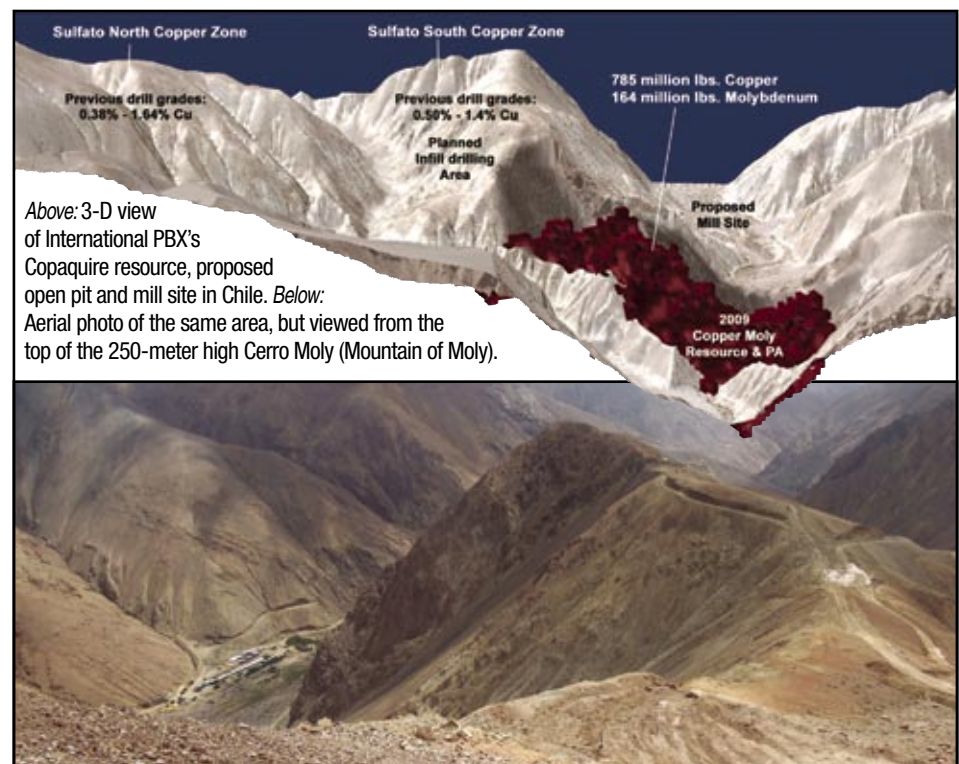 Sulfato North Copper Zone
Sulfato South Copper Zone
785 million lbs. Copper
164 million lbs. Molybdenum
Previous drill grades:
0.38% - 1.64% Cu
Previous drill grades:
0.50% - 1.4% Cu
Planned
Infill drilling
Area
Proposed
Mill Site
Above: 3-D view
of International PBX's
Copaquire resource, proposed
open pit and mill site in Chile. Below:
Aerial photo of the same area, but viewed from the
top of the 250-meter high Cerro Moly (Mountain of Moly).
2009
Copper Moly
Resource & PA